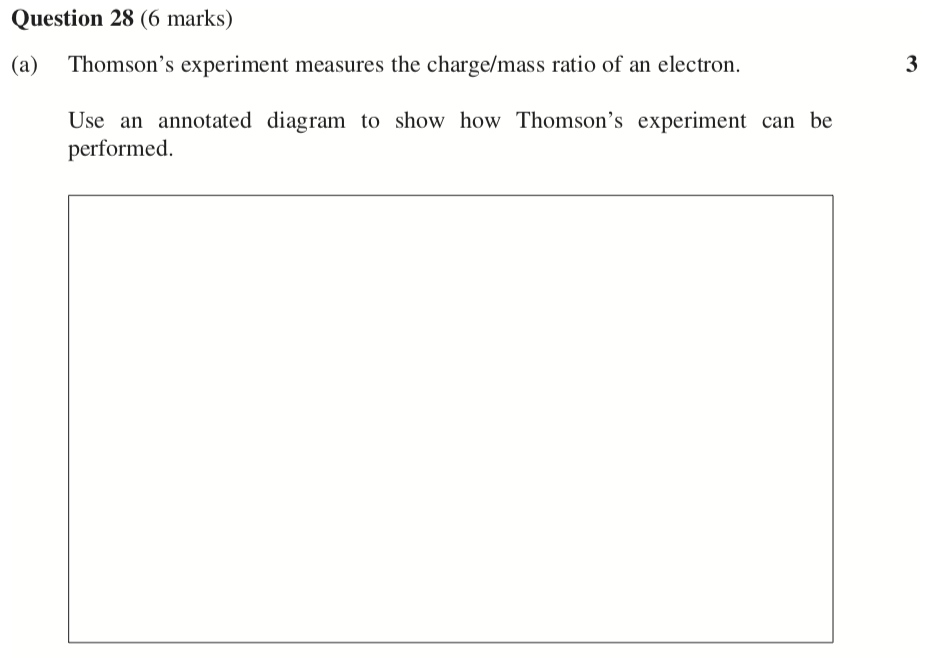 Question 28 (6 marks)
(a) Thomson’s experiment measures the charge/mass ratio of an electron. 3
Use an annotated diagram to show how Thomson’s experiment can be
performed.